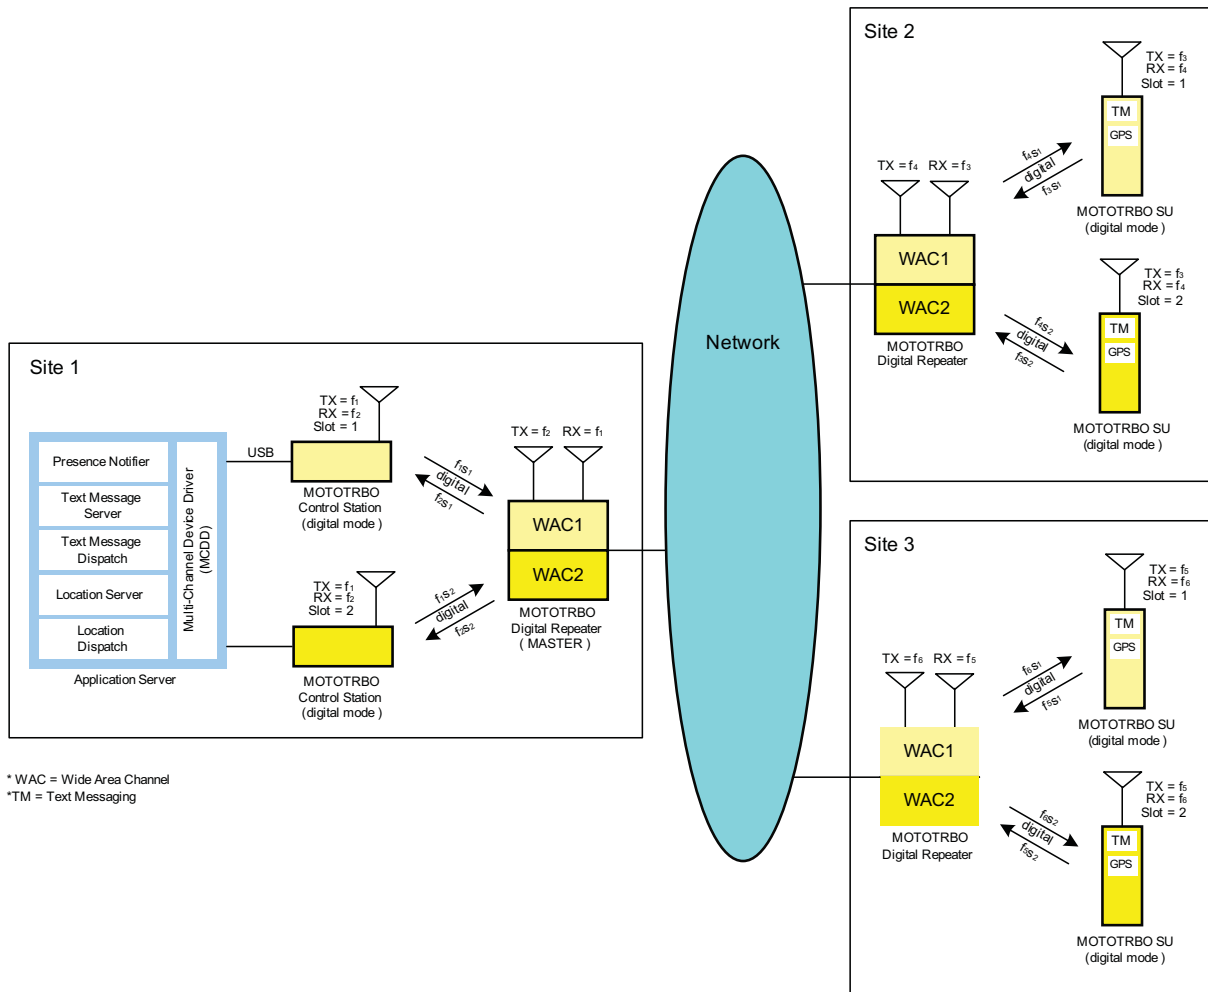 Site 1
Presence Notifier
Text Message
Server
Text Message
Dispatch
Location Server
Location
Dispatch
Multi-Channel Device Driver
(MCDD)
Application Server
USB
TX = f1
RX = f2
Slot = 1
MOTOTRBO
Control Station
(digital mode )
TX = f1
RX = f2
Slot = 2
MOTOTRBO
Control Station
(digital mode )
f1s1
digital
f2s1
f1s2
digital
f2s2
TX = f2
RX = f1
WAC1
WAC2
MOTOTRBO
Digital Repeater
( MASTER )
Network
Site 2
TX = f4
RX = f3
WAC1
WAC2
MOTOTRBO
Digital Repeater
f4s1
digital
f3s1
f4s2
digital
f3s2
TX = f3
RX = f4
Slot = 1
TM
GPS
MOTOTRBO SU
(digital mode )
TX = f3
RX = f4
Slot = 2
TM
GPS
MOTOTRBO SU
(digital mode )
Site 3
TX = f6
RX = f5
WAC1
WAC2
MOTOTRBO
Digital Repeater
f6s1
digital
f5s1
f6s2
digital
f5s2
TX = f5
RX = f6
Slot = 1
TM
GPS
MOTOTRBO SU
(digital mode )
TX = f5
RX = f6
Slot = 2
TM
GPS
MOTOTRBO SU
(digital mode )
* WAC = Wide Area Channel
*TM = Text Messaging